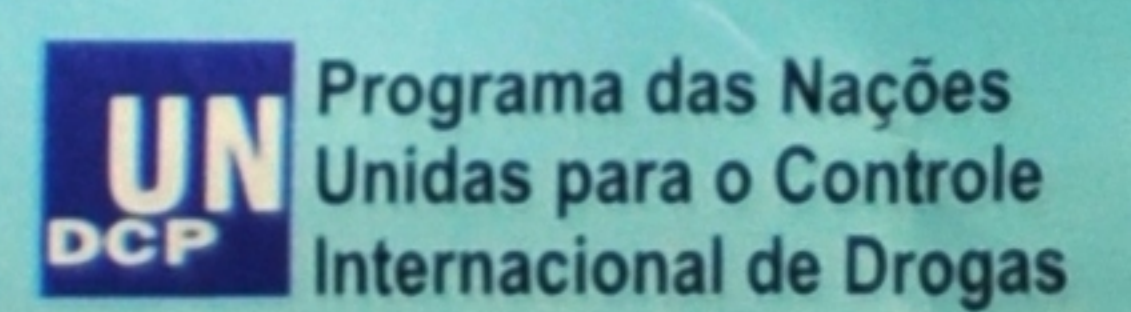 UN
DCP
Programa das Nações
Unidas para o Controle
Internacional de Drogas